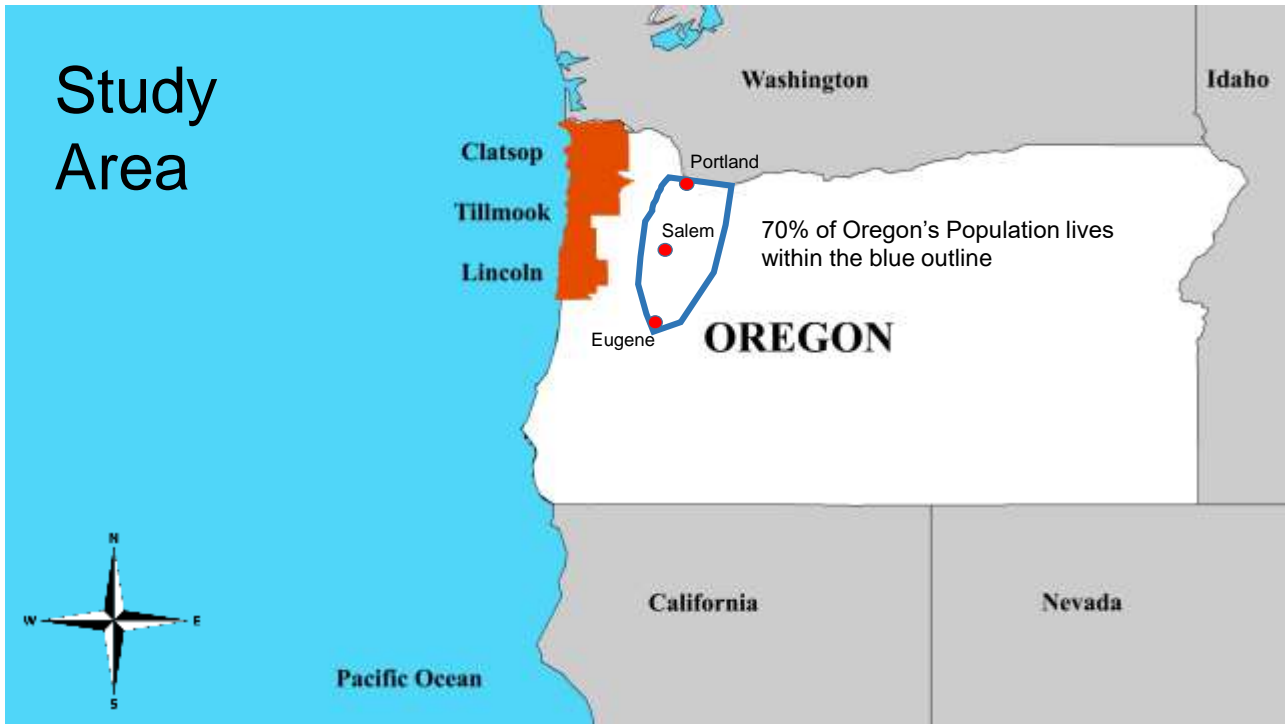 Study
Area
Washington
Idaho
Clatsop
Portland
Tillmook
Salem
70% of Oregon's Population lives
within the blue outline
Lincoln
Eugene
OREGON
N
W
E
S
California
Nevada
Pacific Ocean